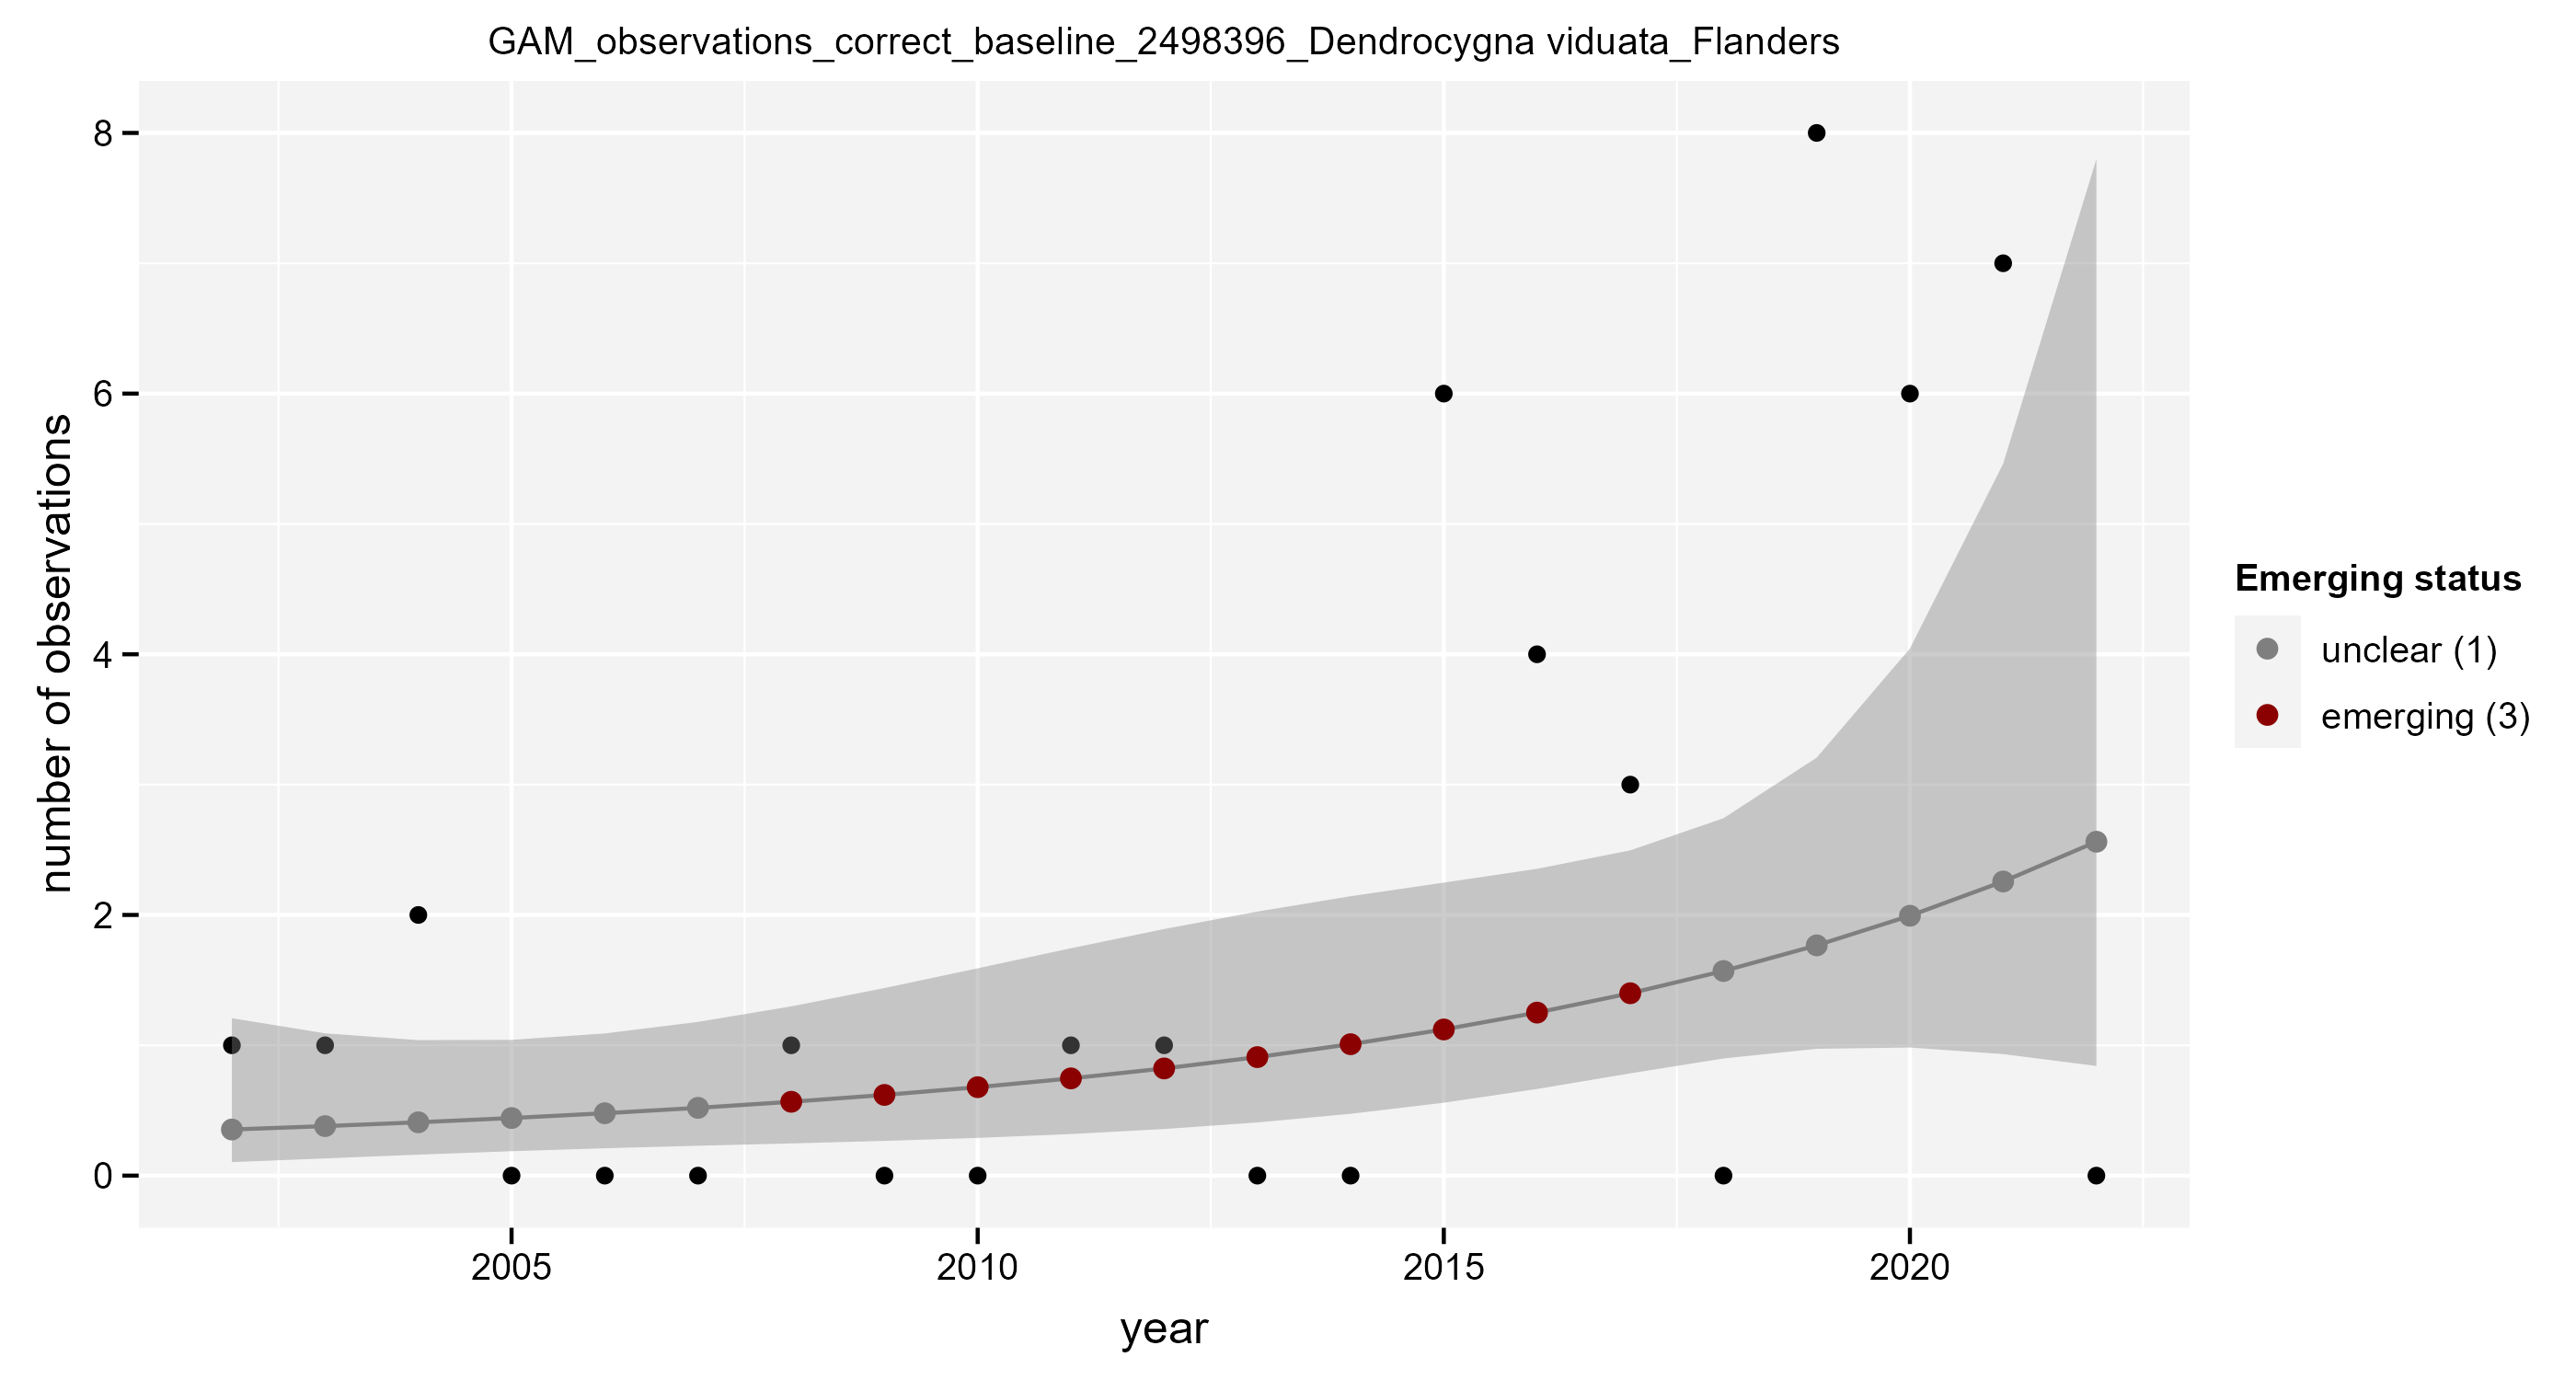 GAM_observations_correct_baseline_2498396_Dendrocygna viduata_Flanders
number of observations
8
6
4
2
0
2005
2010
2015
2020
year
Emerging status
unclear (1)
emerging (3)